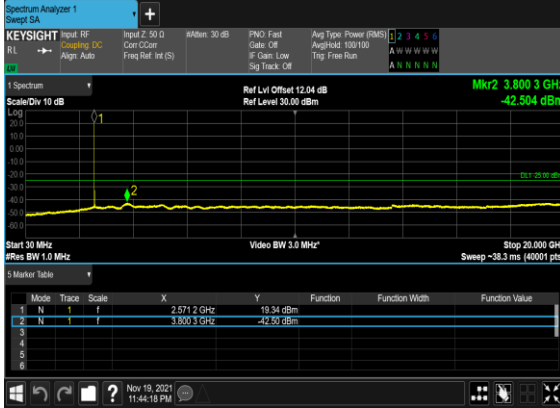 Spectrum Analyzer 1
Swept SA
+
KEYSIGHT Input: RF Input Z: 50 Ω #Atten: 30 dB PNO: Fast Avg Type: Power (RMS) 1 2 3 4 5 6
RL Coupling: DC Corr CCorr Gate: Off Avg|Hold: 100/100 A W W W W W
Align: Auto Freq Ref: Int (S) IF Gain: Low Trig: Free Run
LXI Sig Track: Off A N N N N N
1 Spectrum Ref Lvl Offset 12.04 dB Mkr2 3.800 3 GHz
Scale/Div 10 dB Ref Level 30.00 dBm -42.504 dBm
Log
20.0
10.0
0.00
-10.0
-20.0
-30.0
-40.0
-50.0
-60.0
1
2
DL1 -25.00 dBm
Start 30 MHz Video BW 3.0 MHz* Stop 20.000 GH
#Res BW 1.0 MHz Sweep ~38.3 ms (40001 pts
5 Marker Table
Mode Trace Scale X Y Function Function Width Function Value
1 N 1 f 2.571 2 GHz 19.34 dBm
2 N 1 f 3.800 3 GHz -42.50 dBm
3
4
5
6
? Nov 19, 2021
11:44:18 PM